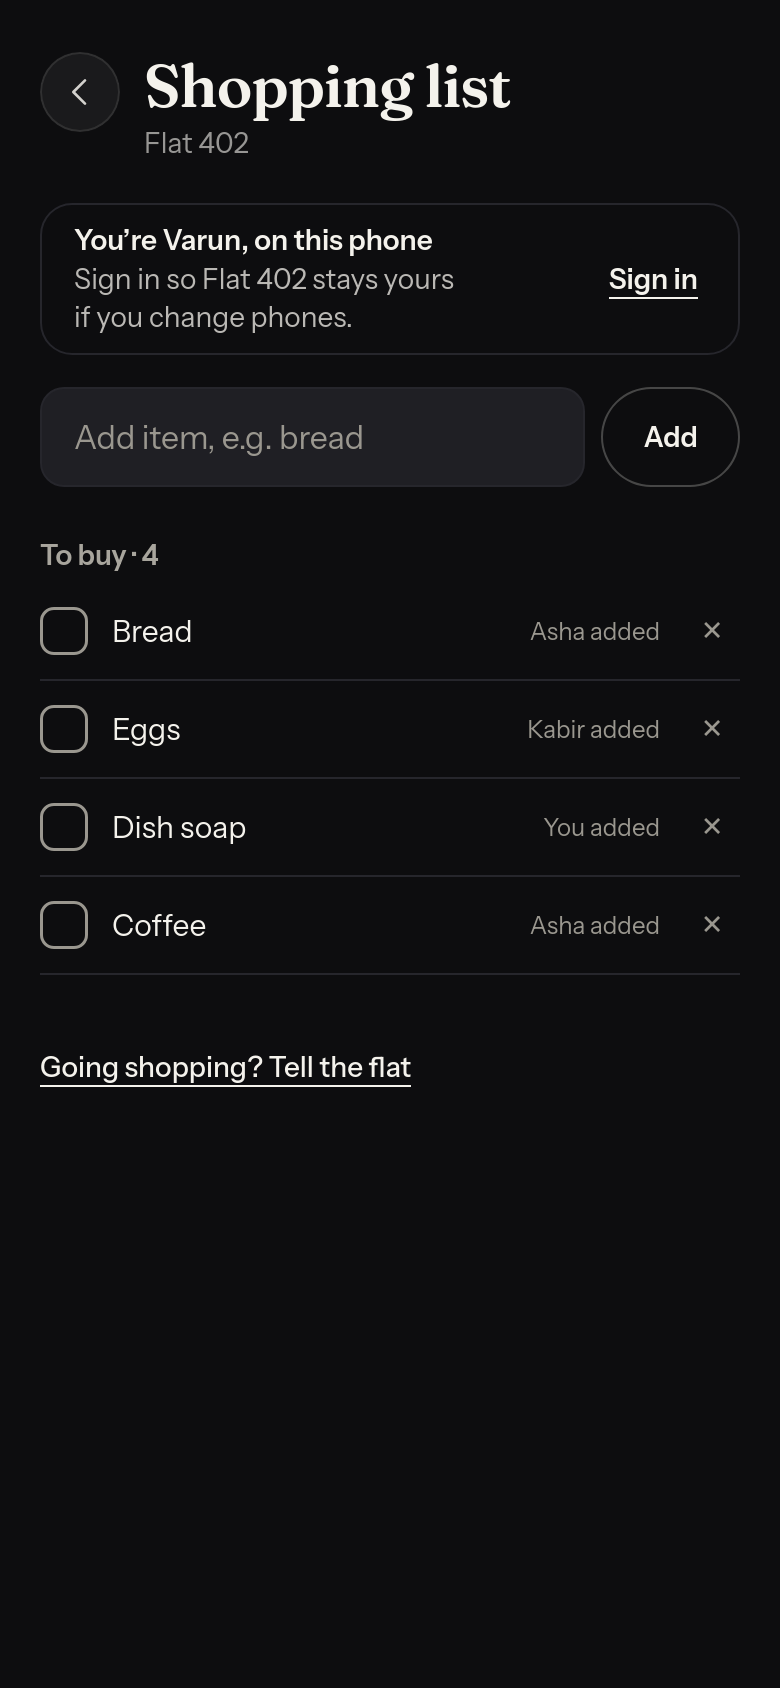 Shopping list
Flat 402
You’re Varun, on this phone
Sign in so Flat 402 stays yours
if you change phones.
Sign in
Add item, e.g. bread
Add
To buy · 4
Bread
Asha added
Eggs
Kabir added
Dish soap
You added
Coffee
Asha added
Going shopping? Tell the flat